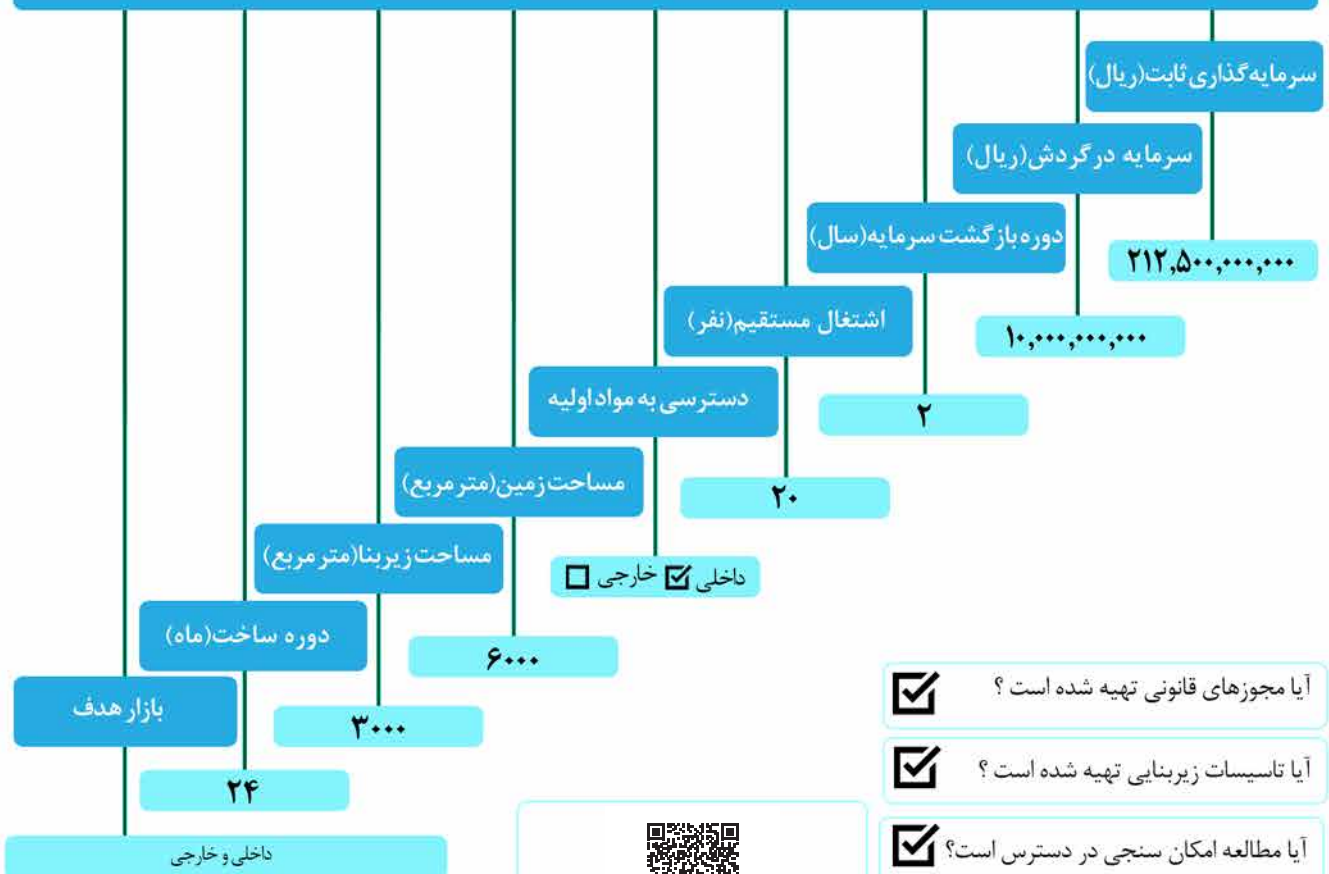 سرمایه‌گذاری ثابت(ریال)
۲۱۲,۵۰۰,۰۰۰,۰۰۰
سرمایه در گردش(ریال)
۱۰,۰۰۰,۰۰۰,۰۰۰
دوره بازگشت سرمایه(سال)
۲
اشتغال مستقیم(نفر)
۲۰
دسترسی به مواد اولیه
داخلی ☑ خارجی ☐
مساحت زمین(متر مربع)
۶۰۰۰
مساحت زیربنا(متر مربع)
۳۰۰۰
دوره ساخت(ماه)
۲۴
بازار هدف
داخلی و خارجی
آیا مجوزهای قانونی تهیه شده است ؟ ☑
آیا تاسیسات زیربنایی تهیه شده است ؟ ☑
آیا مطالعه امکان سنجی در دسترس است؟ ☑